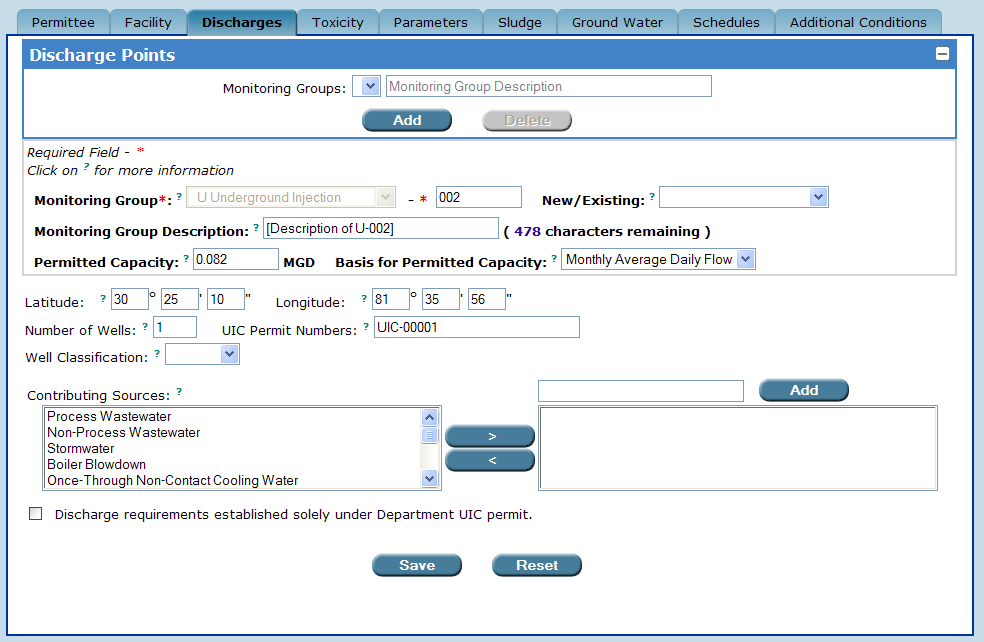 Permittee Facility Discharges Toxicity Parameters Sludge Ground Water Schedules Additional Conditions
Discharge Points
Monitoring Groups: Monitoring Group Description
Add Delete
Required Field - *
Click on ? for more information
Monitoring Group*: ? U Underground Injection - * 002 New/Existing: ?
Monitoring Group Description: ? [Description of U-002] ( 478 characters remaining )
Permitted Capacity: ? 0.082 MGD Basis for Permitted Capacity: ? Monthly Average Daily Flow
Latitude: ? 30 ° 25 ' 10 " Longitude: ? 81 ° 35 ' 56 "
Number of Wells: ? 1 UIC Permit Numbers: ? UIC-00001
Well Classification: ?
Contributing Sources: ? Add
Process Wastewater
Non-Process Wastewater
Stormwater
Boiler Blowdown
Once-Through Non-Contact Cooling Water
>
<
Discharge requirements established solely under Department UIC permit.
Save Reset